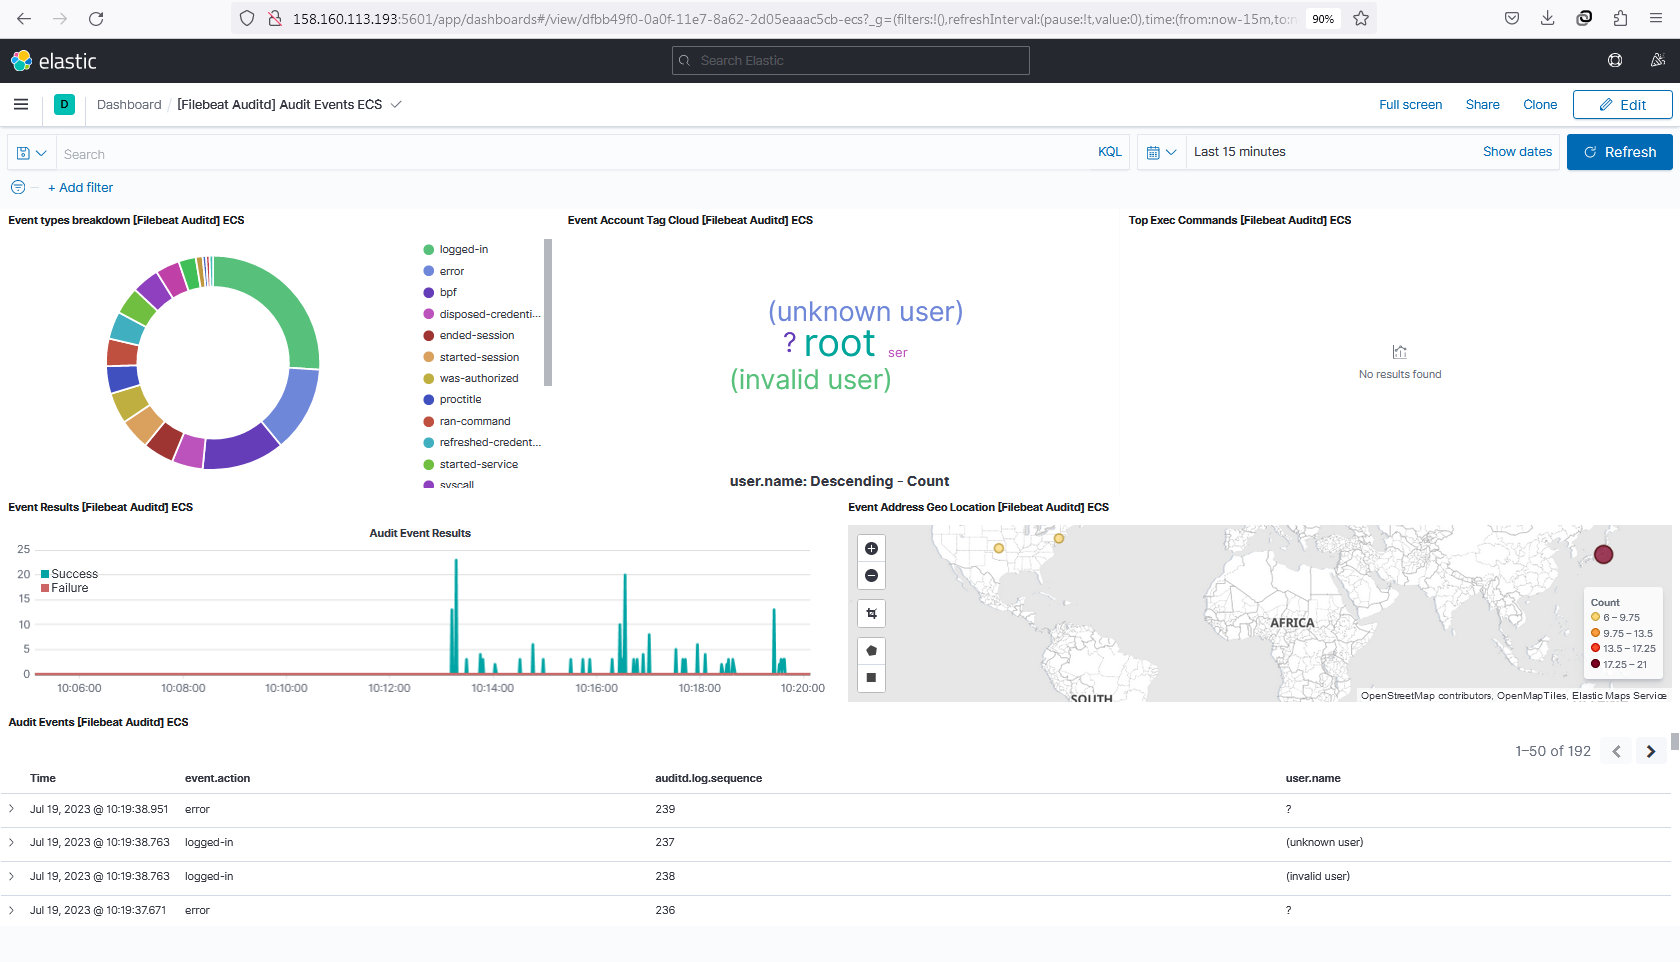 158.160.113.193:5601/app/dashboards#/view/dfbb49f0-0a0f-11e7-8a62-2d05eaaac5cb-ecs?_g=(filters:!(),refreshInterval:(pause:!t,value:0),time:(from:now-15m,to:n
90%
elastic
Search Elastic
D
Dashboard / [Filebeat Auditd] Audit Events ECS
Full screen Share Clone Edit
Search
KQL
Last 15 minutes
Show dates
Refresh
+ Add filter
Event types breakdown [Filebeat Auditd] ECS
logged-in
error
bpf
disposed-credenti...
ended-session
started-session
was-authorized
proctitle
ran-command
refreshed-credent...
started-service
syscall
Event Account Tag Cloud [Filebeat Auditd] ECS
(unknown user)
? root ser
(invalid user)
user.name: Descending - Count
Top Exec Commands [Filebeat Auditd] ECS
No results found
Event Results [Filebeat Auditd] ECS
Audit Event Results
25
20
15
10
5
0
Success
Failure
10:06:00 10:08:00 10:10:00 10:12:00 10:14:00 10:16:00 10:18:00 10:20:00
Event Address Geo Location [Filebeat Auditd] ECS
AFRICA
SOUTH
Count
6 – 9.75
9.75 – 13.5
13.5 – 17.25
17.25 – 21
OpenStreetMap contributors, OpenMapTiles, Elastic Maps Service
Audit Events [Filebeat Auditd] ECS
1–50 of 192
Time event.action auditd.log.sequence user.name
Jul 19, 2023 @ 10:19:38.951 error 239 ?
Jul 19, 2023 @ 10:19:38.763 logged-in 237 (unknown user)
Jul 19, 2023 @ 10:19:38.763 logged-in 238 (invalid user)
Jul 19, 2023 @ 10:19:37.671 error 236 ?